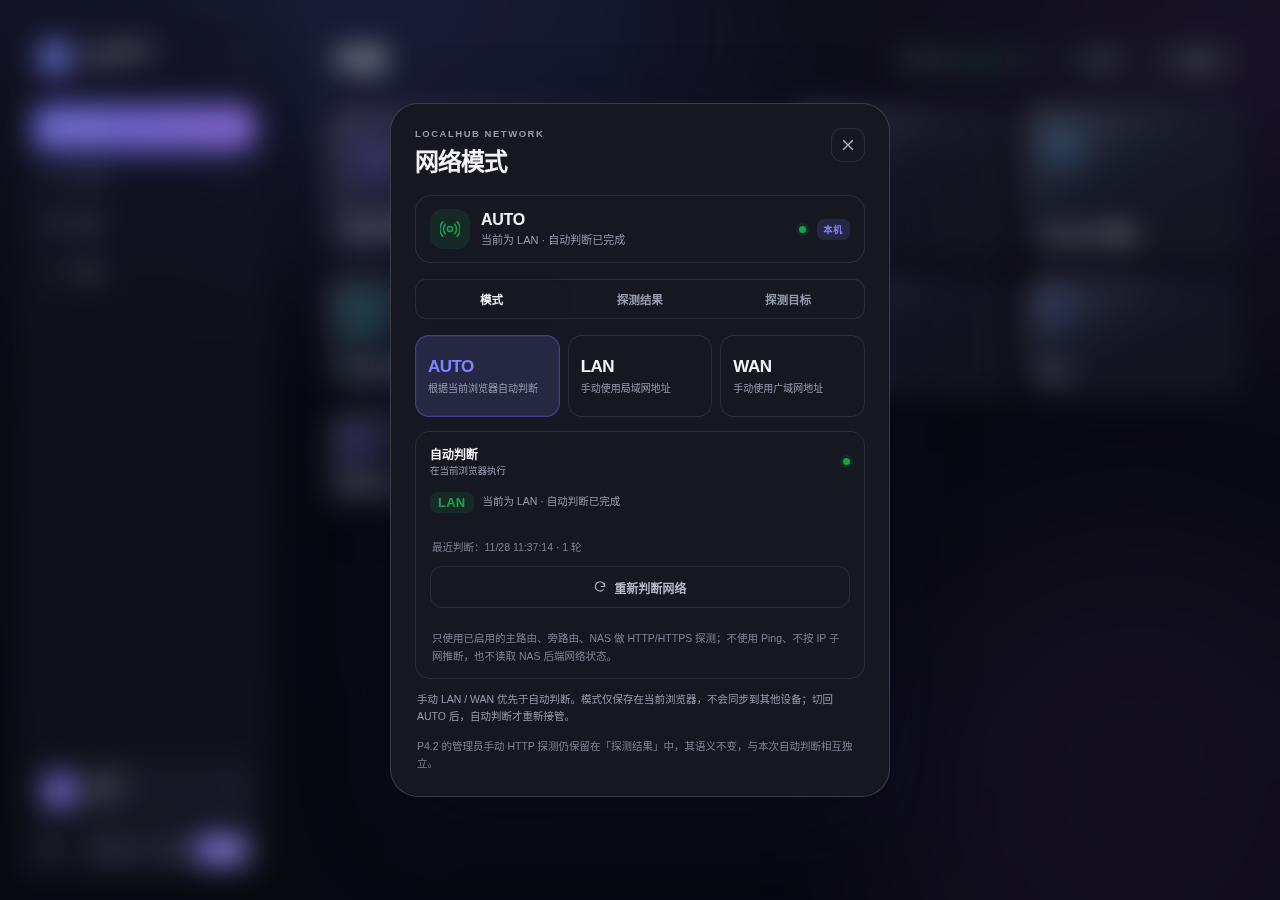 LOCALHUB NETWORK
网络模式
AUTO
当前为 LAN · 自动判断已完成
本机
模式
探测结果
探测目标
AUTO
根据当前浏览器自动判断
LAN
手动使用局域网地址
WAN
手动使用广域网地址
自动判断
在当前浏览器执行
LAN 当前为 LAN · 自动判断已完成
最近判断：11/28 11:37:14 · 1 轮
重新判断网络
只使用已启用的主路由、旁路由、NAS 做 HTTP/HTTPS 探测；不使用 Ping、不按 IP 子
网推断，也不读取 NAS 后端网络状态。
手动 LAN / WAN 优先于自动判断。模式仅保存在当前浏览器，不会同步到其他设备；切回
AUTO 后，自动判断才重新接管。
P4.2 的管理员手动 HTTP 探测仍保留在「探测结果」中，其语义不变，与本次自动判断相互独
立。